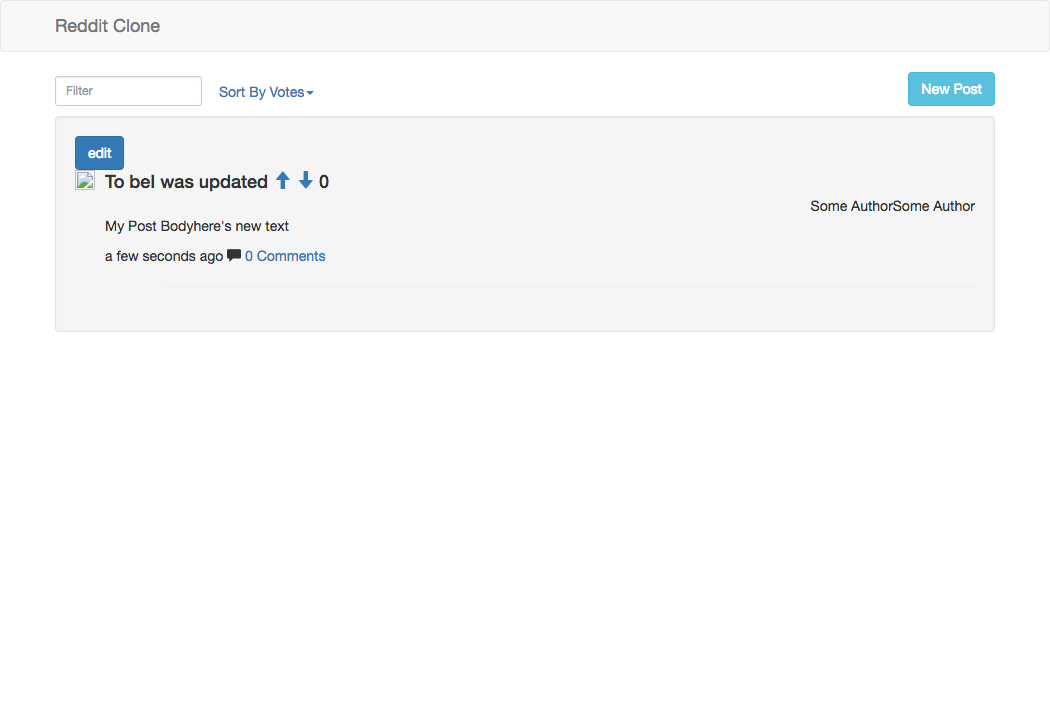 Reddit Clone
Filter
Sort By Votes
New Post
edit
To beI was updated 0
Some AuthorSome Author
My Post Bodyhere's new text
a few seconds ago 0 Comments